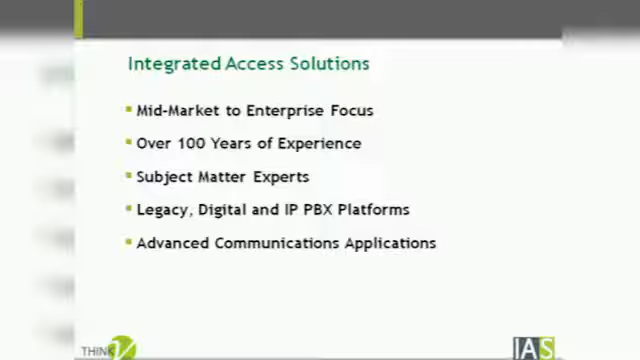 Integrated Access Solutions
Mid-Market to Enterprise Focus
Over 100 Years of Experience
Subject Matter Experts
Legacy, Digital and IP PBX Platforms
Advanced Communications Applications
THINK V
IAS